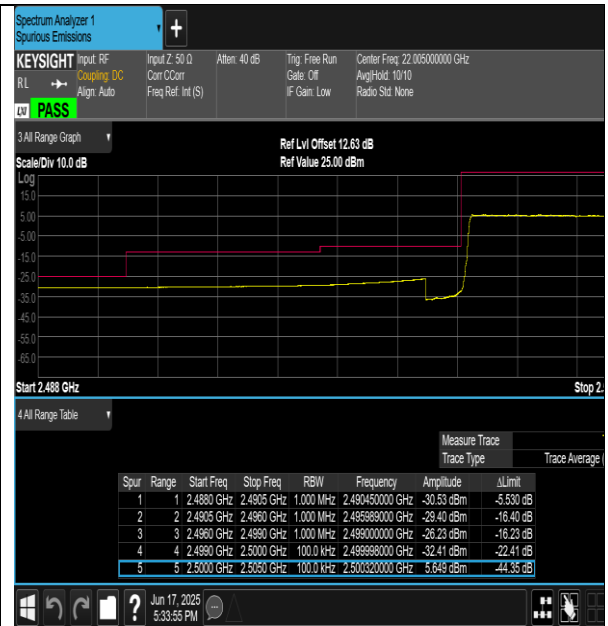 Spectrum Analyzer 1
Spurious Emissions
+
KEYSIGHT Input: RF Input Z: 50 Ω Atten: 40 dB Trig: Free Run Center Freq: 22.005000000 GHz
RL Coupling: DC Corr CCorr Gate: Off Avg|Hold: 10/10
Align: Auto Freq Ref: Int (S) IF Gain: Low Radio Std: None
LXI PASS
3 All Range Graph
Ref Lvl Offset 12.63 dB
Scale/Div 10.0 dB Ref Value 25.00 dBm
Log
15.0
5.00
-5.00
-15.0
-25.0
-35.0
-45.0
-55.0
-65.0
Start 2.488 GHz Stop 2.
4 All Range Table
Measure Trace
Trace Type Trace Average (
Spur Range Start Freq Stop Freq RBW Frequency Amplitude ΔLimit
1 1 2.4880 GHz 2.4905 GHz 1.000 MHz 2.490450000 GHz -30.53 dBm -5.530 dB
2 2 2.4905 GHz 2.4960 GHz 1.000 MHz 2.495989000 GHz -29.40 dBm -16.40 dB
3 3 2.4960 GHz 2.4990 GHz 1.000 MHz 2.499000000 GHz -26.23 dBm -16.23 dB
4 4 2.4990 GHz 2.5000 GHz 100.0 kHz 2.499998000 GHz -32.41 dBm -22.41 dB
5 5 2.5000 GHz 2.5050 GHz 100.0 kHz 2.500320000 GHz 5.649 dBm -44.35 dB
? Jun 17, 2025
5:33:55 PM